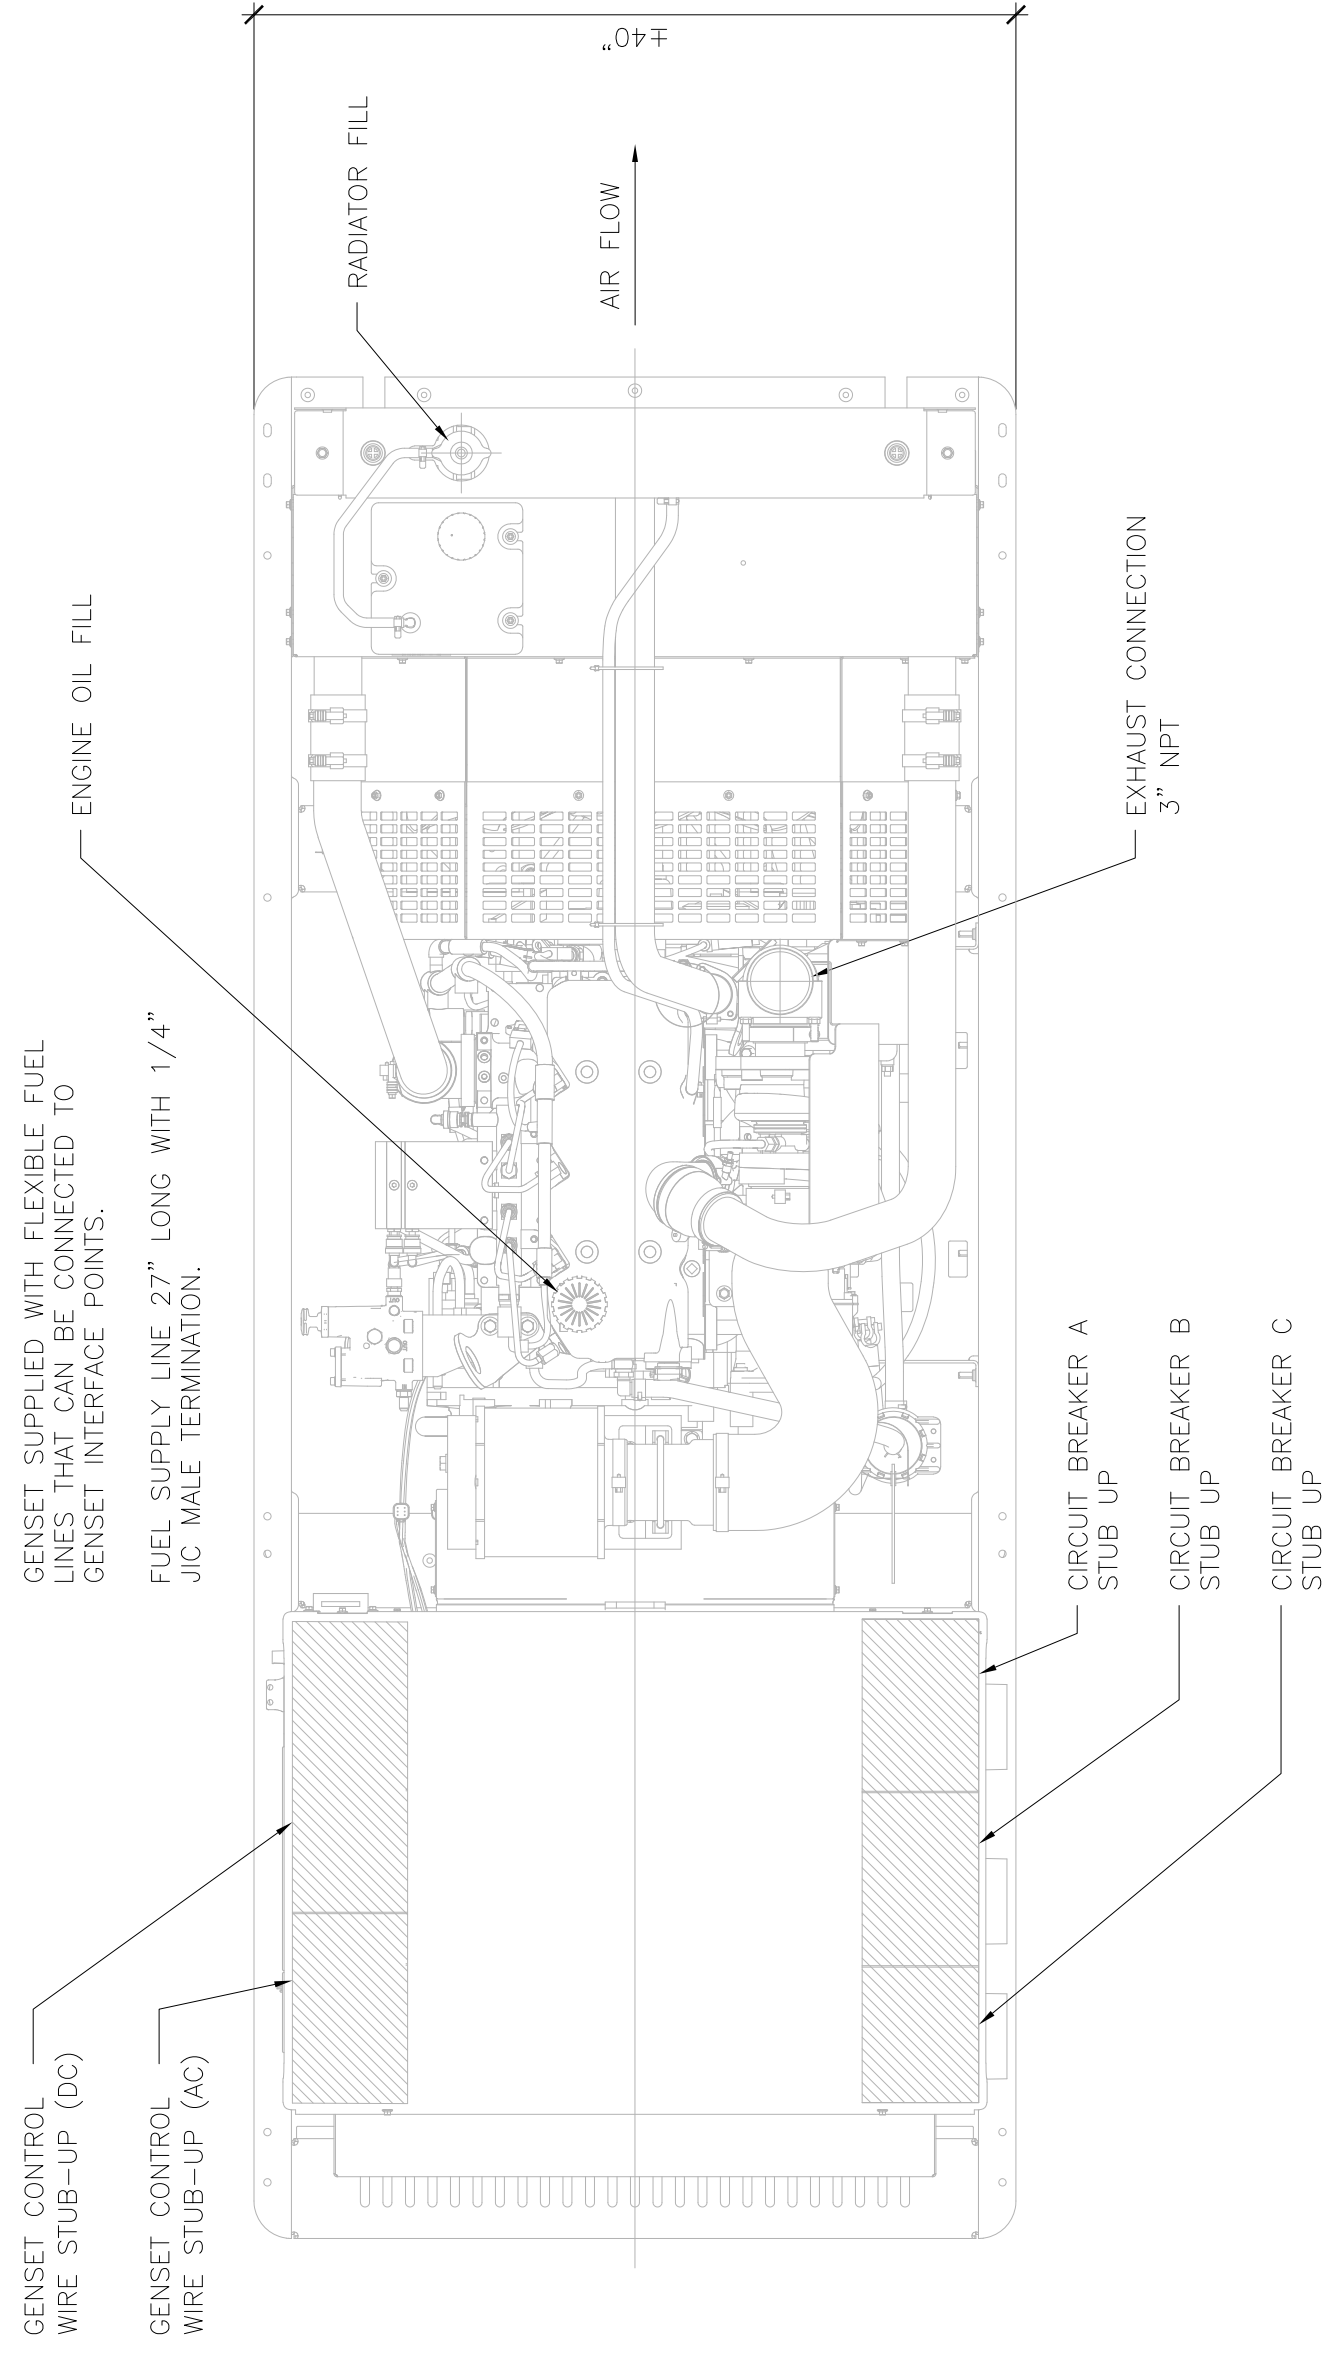 GENSET SUPPLIED WITH FLEXIBLE FUEL
LINES THAT CAN BE CONNECTED TO
GENSET INTERFACE POINTS.
FUEL SUPPLY LINE 27" LONG WITH 1/4"
JIC MALE TERMINATION.
GENSET CONTROL
WIRE STUB-UP (DC)
GENSET CONTROL
WIRE STUB-UP (AC)
ENGINE OIL FILL
RADIATOR FILL
AIR FLOW
±40"
EXHAUST CONNECTION
3" NPT
CIRCUIT BREAKER A
STUB UP
CIRCUIT BREAKER B
STUB UP
CIRCUIT BREAKER C
STUB UP